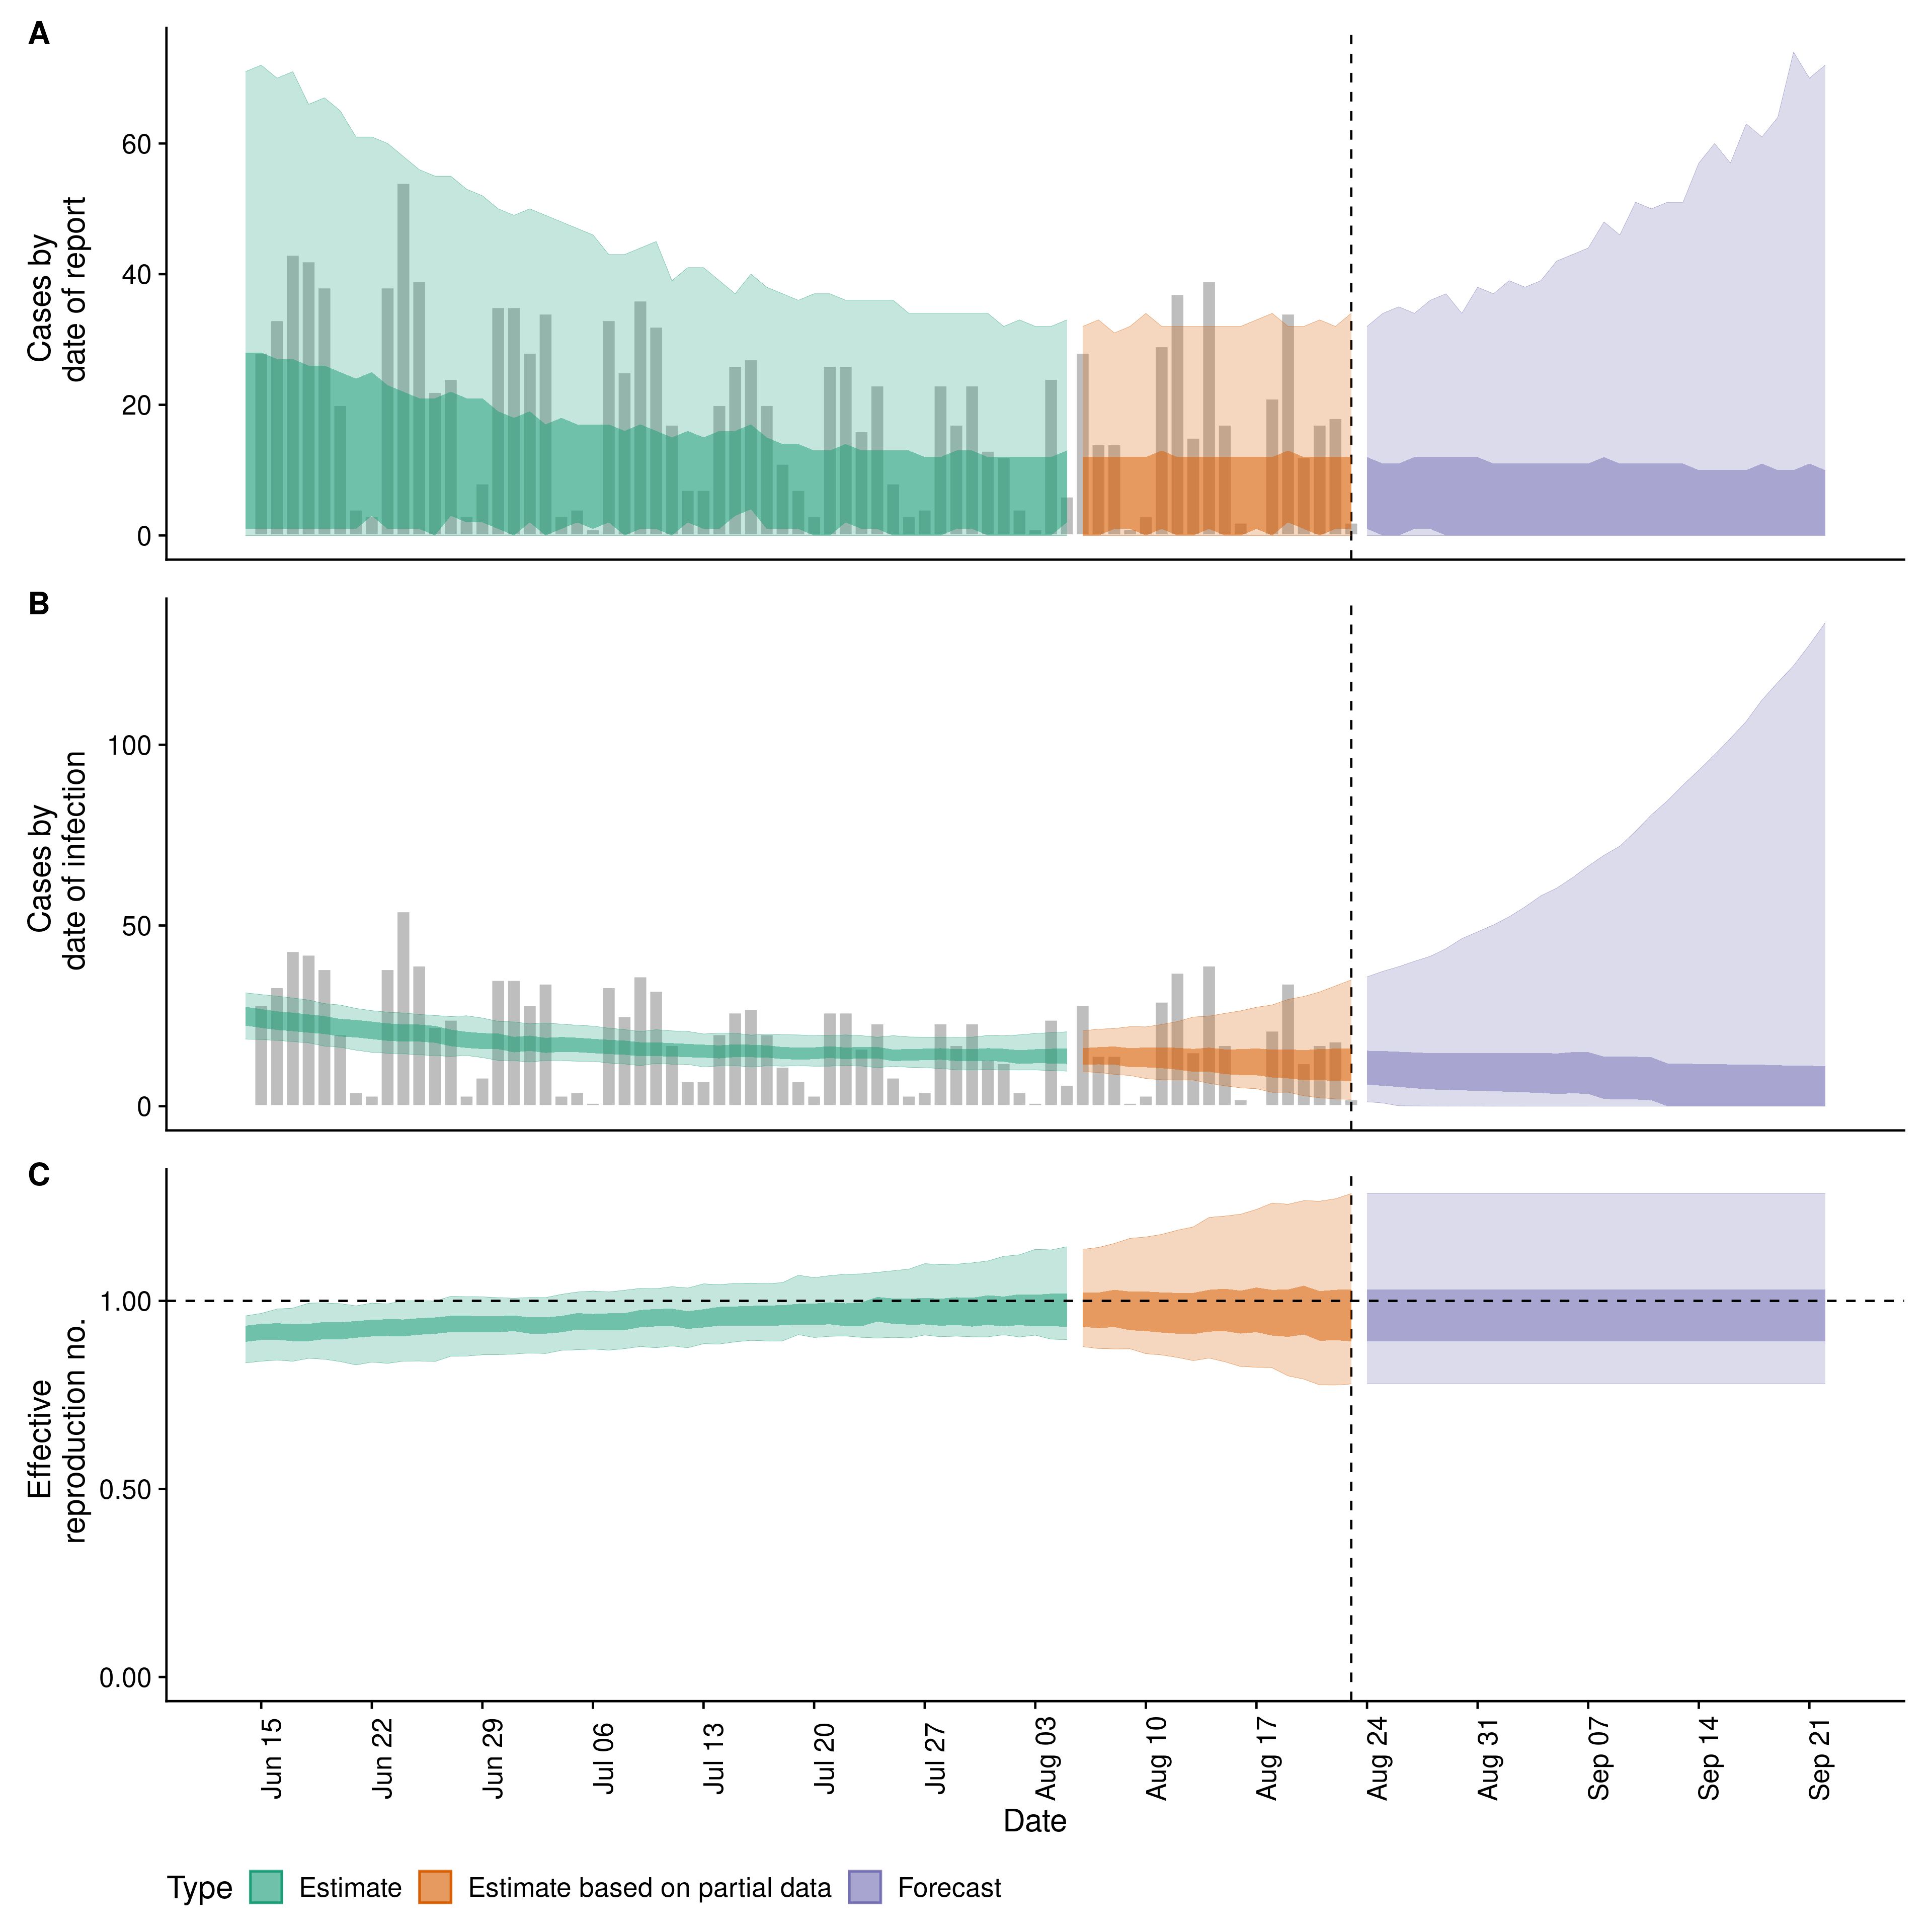 A
Cases by
date of report
60
40
20
0
B
Cases by
date of infection
100
50
0
C
Effective
reproduction no.
1.00
0.50
0.00
Jun 15
Jun 22
Jun 29
Jul 06
Jul 13
Jul 20
Jul 27
Aug 03
Aug 10
Aug 17
Aug 24
Aug 31
Sep 07
Sep 14
Sep 21
Date
Type Estimate Estimate based on partial data Forecast